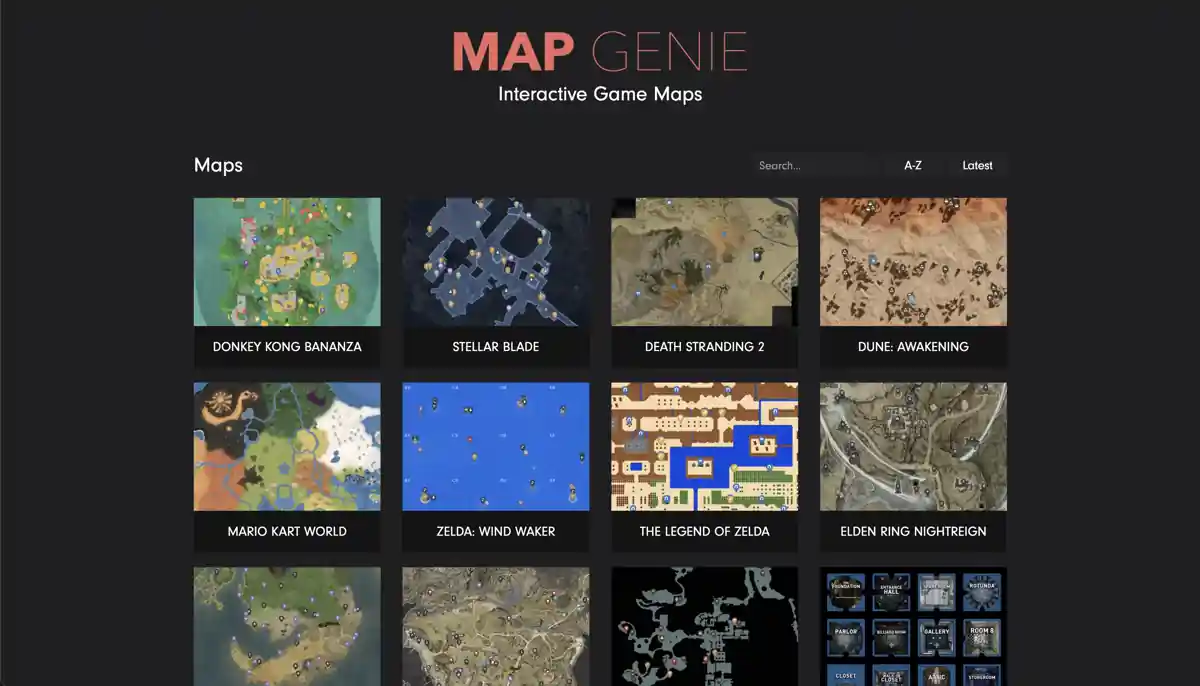 MAP GENIE
Interactive Game Maps
Maps
Search...
A-Z
Latest
DONKEY KONG BANANZA
STELLAR BLADE
DEATH STRANDING 2
DUNE: AWAKENING
MARIO KART WORLD
ZELDA: WIND WAKER
THE LEGEND OF ZELDA
ELDEN RING NIGHTREIGN
FOUNDATION
ENTRANCE HALL
ROTUNDA
PARLOR
BILLIARD ROOM
GALLERY
ROOM 8
CLOSET
ATTIC
STOREROOM